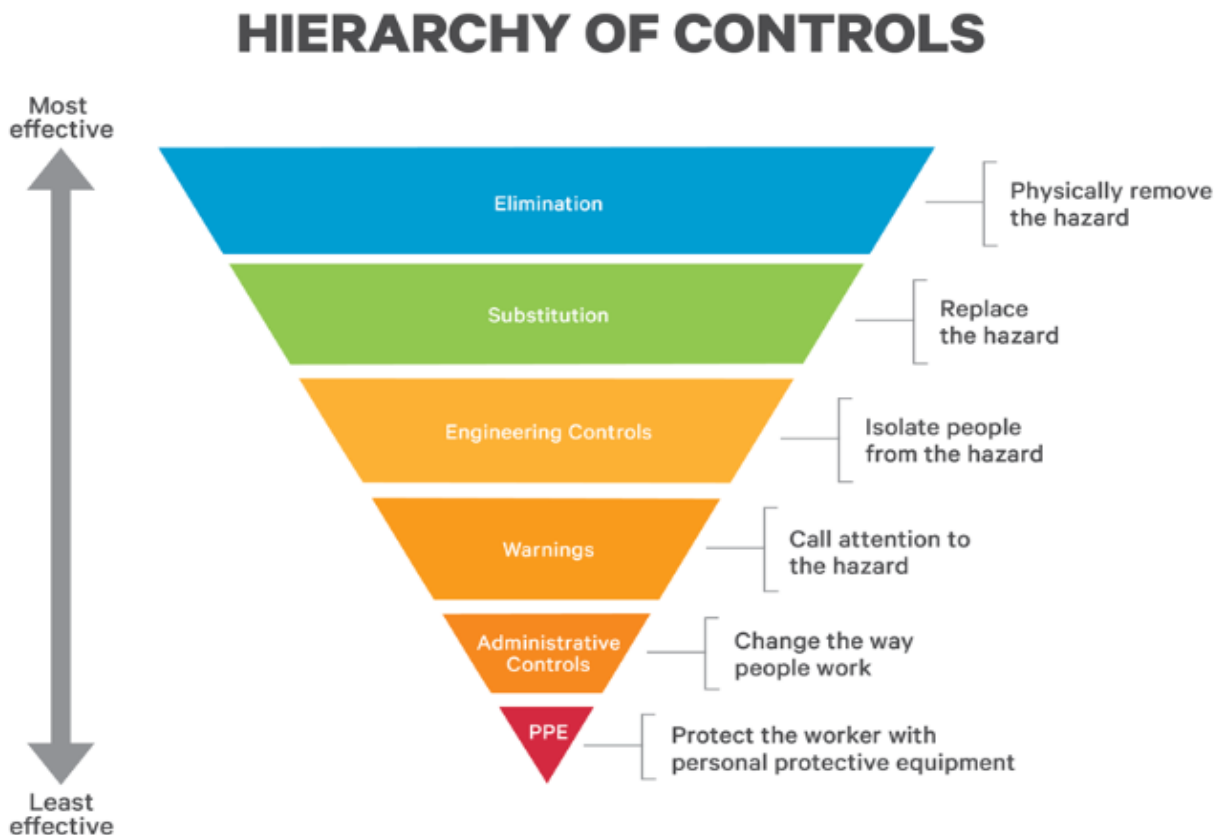 HIERARCHY OF CONTROLS
Most
effective
Elimination
Physically remove
the hazard
Substitution
Replace
the hazard
Engineering Controls
Isolate people
from the hazard
Warnings
Call attention to
the hazard
Administrative
Controls
Change the way
people work
PPE
Protect the worker with
personal protective equipment
Least
effective